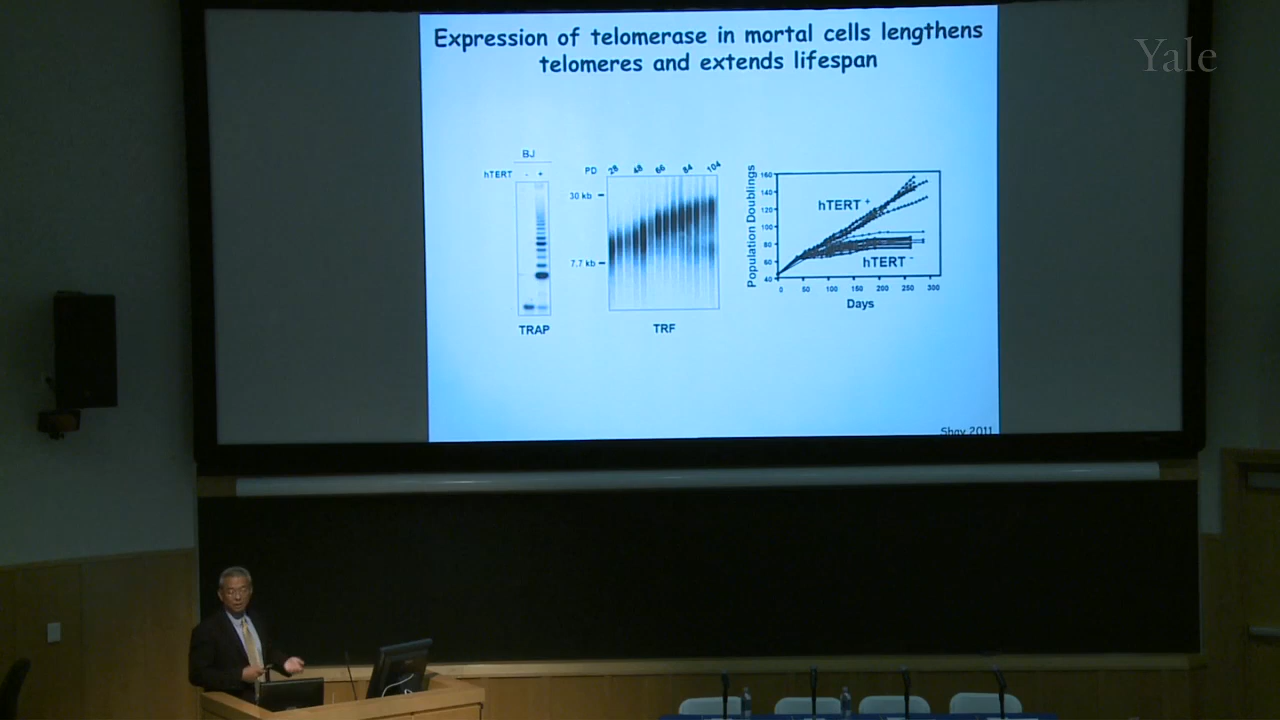 Expression of telomerase in mortal cells lengthens
telomeres and extends lifespan
Yale
BJ
hTERT - +
TRAP
PD 28 48 66 84 104
30 kb
7.7 kb
TRF
Population Doublings
160
140
120
100
80
60
40
hTERT +
hTERT -
0 50 100 150 200 250 300
Days
Shay 2011